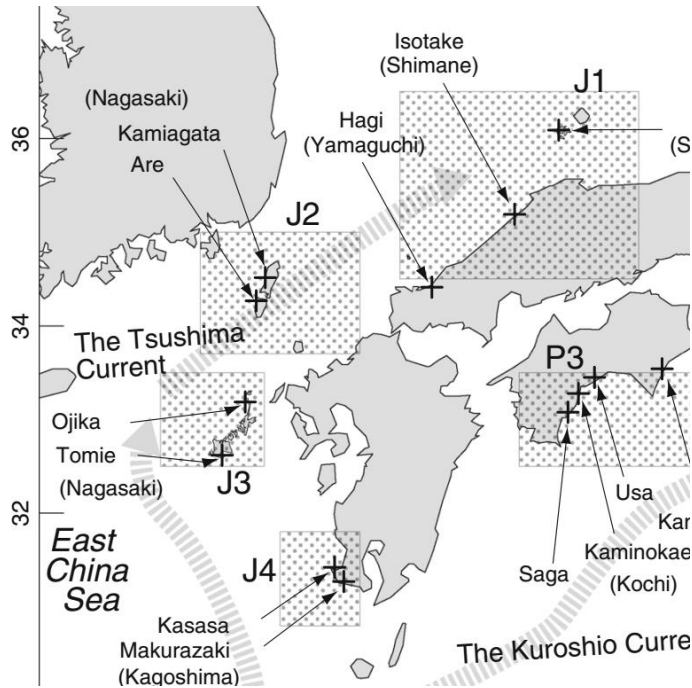 Isotake
(Shimane)
J1
36
(Nagasaki)
Kamiagata
Are
Hagi
(Yamaguchi)
(S
J2
34
The Tsushima
Current
P3
Ojika
Tomie
(Nagasaki)
J3
Usa
Kan
Kaminokae
(Kochi)
Saga
32
East
China
Sea
J4
Kasasa
Makurazaki
(Kagoshima)
The Kuroshio Curre